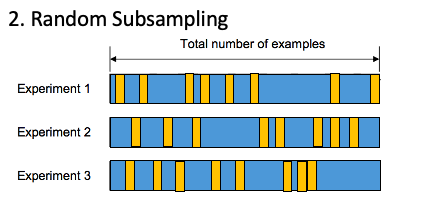 2. Random Subsampling
Total number of examples
Experiment 1
Experiment 2
Experiment 3